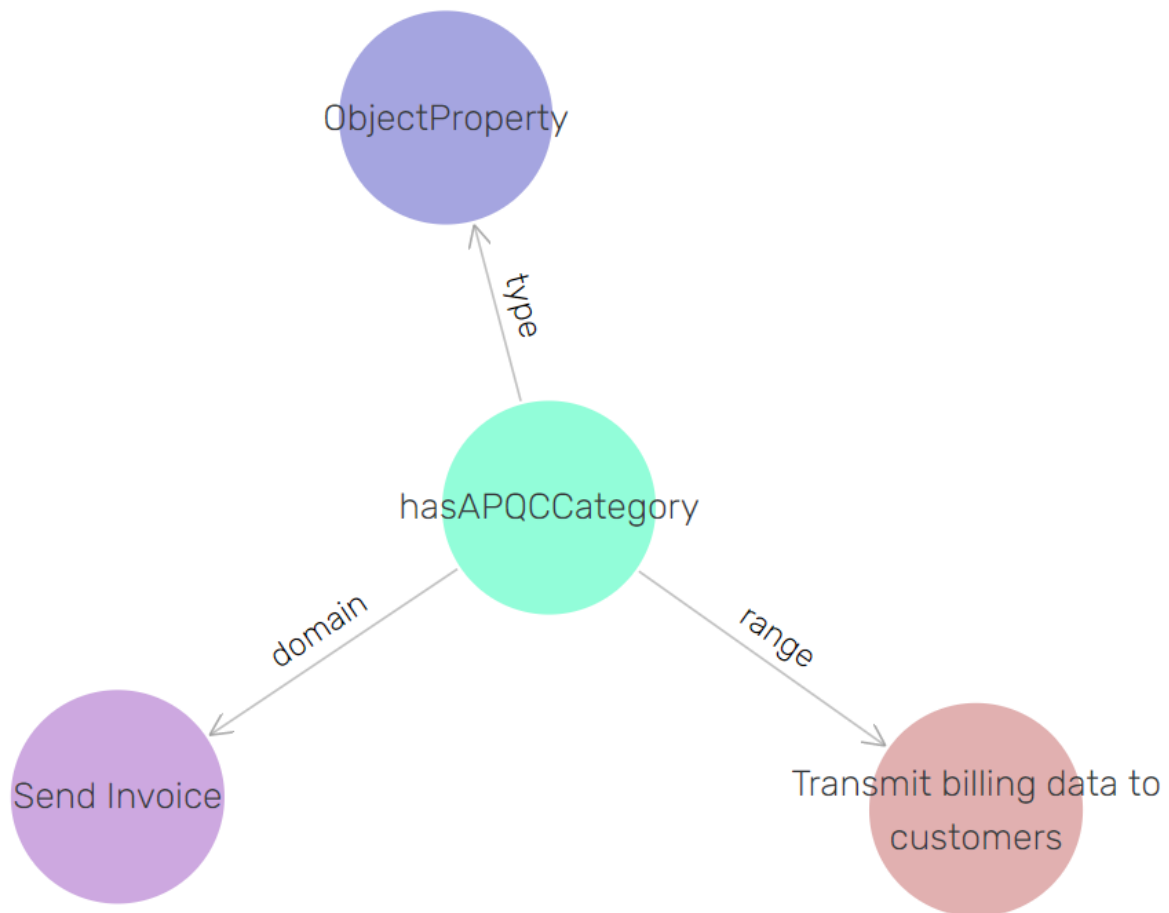 ObjectProperty
type
hasAPQCCategory
domain
range
Send Invoice
Transmit billing data to
customers